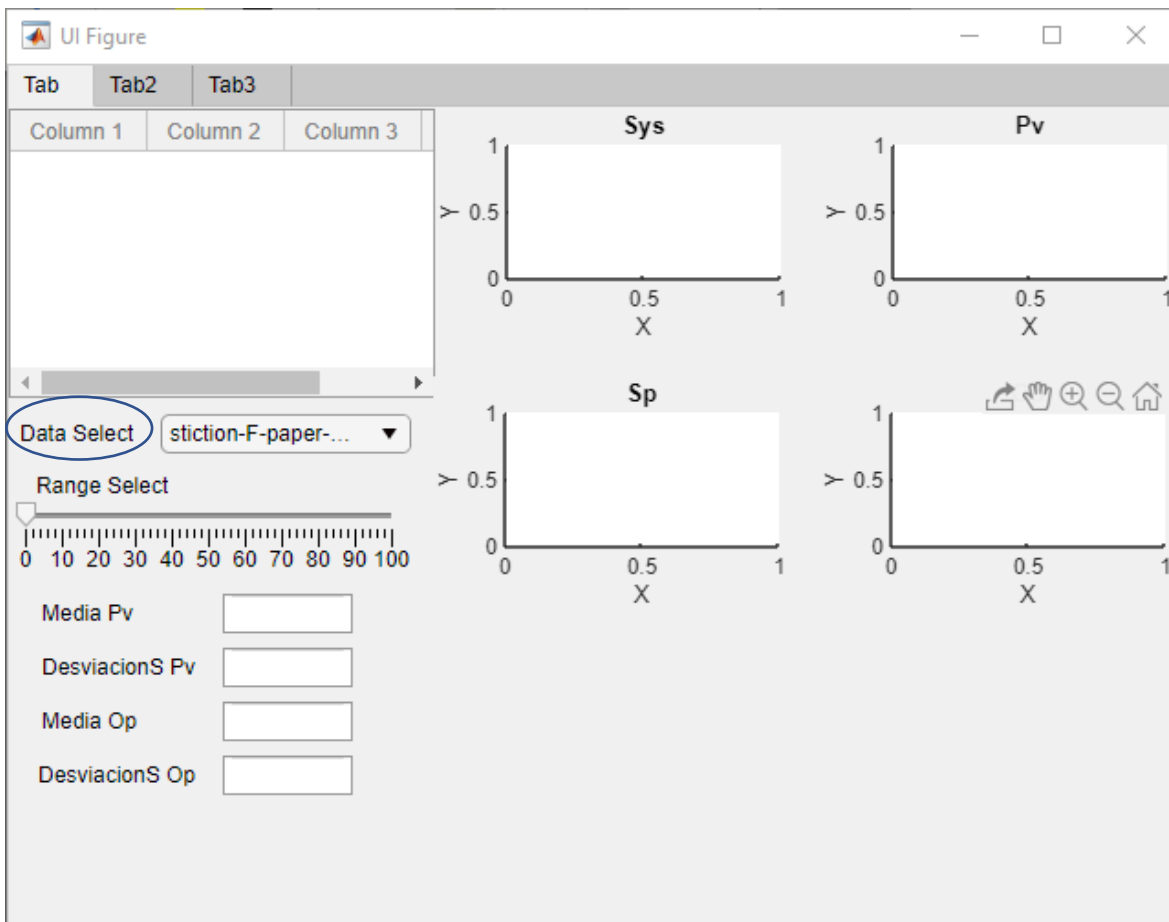 UI Figure
Tab Tab2 Tab3
Column 1 Column 2 Column 3
Sys
1
Y 0.5
0
0 0.5 1
X
Pv
1
Y 0.5
0
0 0.5 1
X
Data Select stiction-F-paper-...
Range Select
0 10 20 30 40 50 60 70 80 90 100
Media Pv
DesviacionS Pv
Media Op
DesviacionS Op
Sp
1
Y 0.5
0
0 0.5 1
X
1
Y 0.5
0
0 0.5 1
X